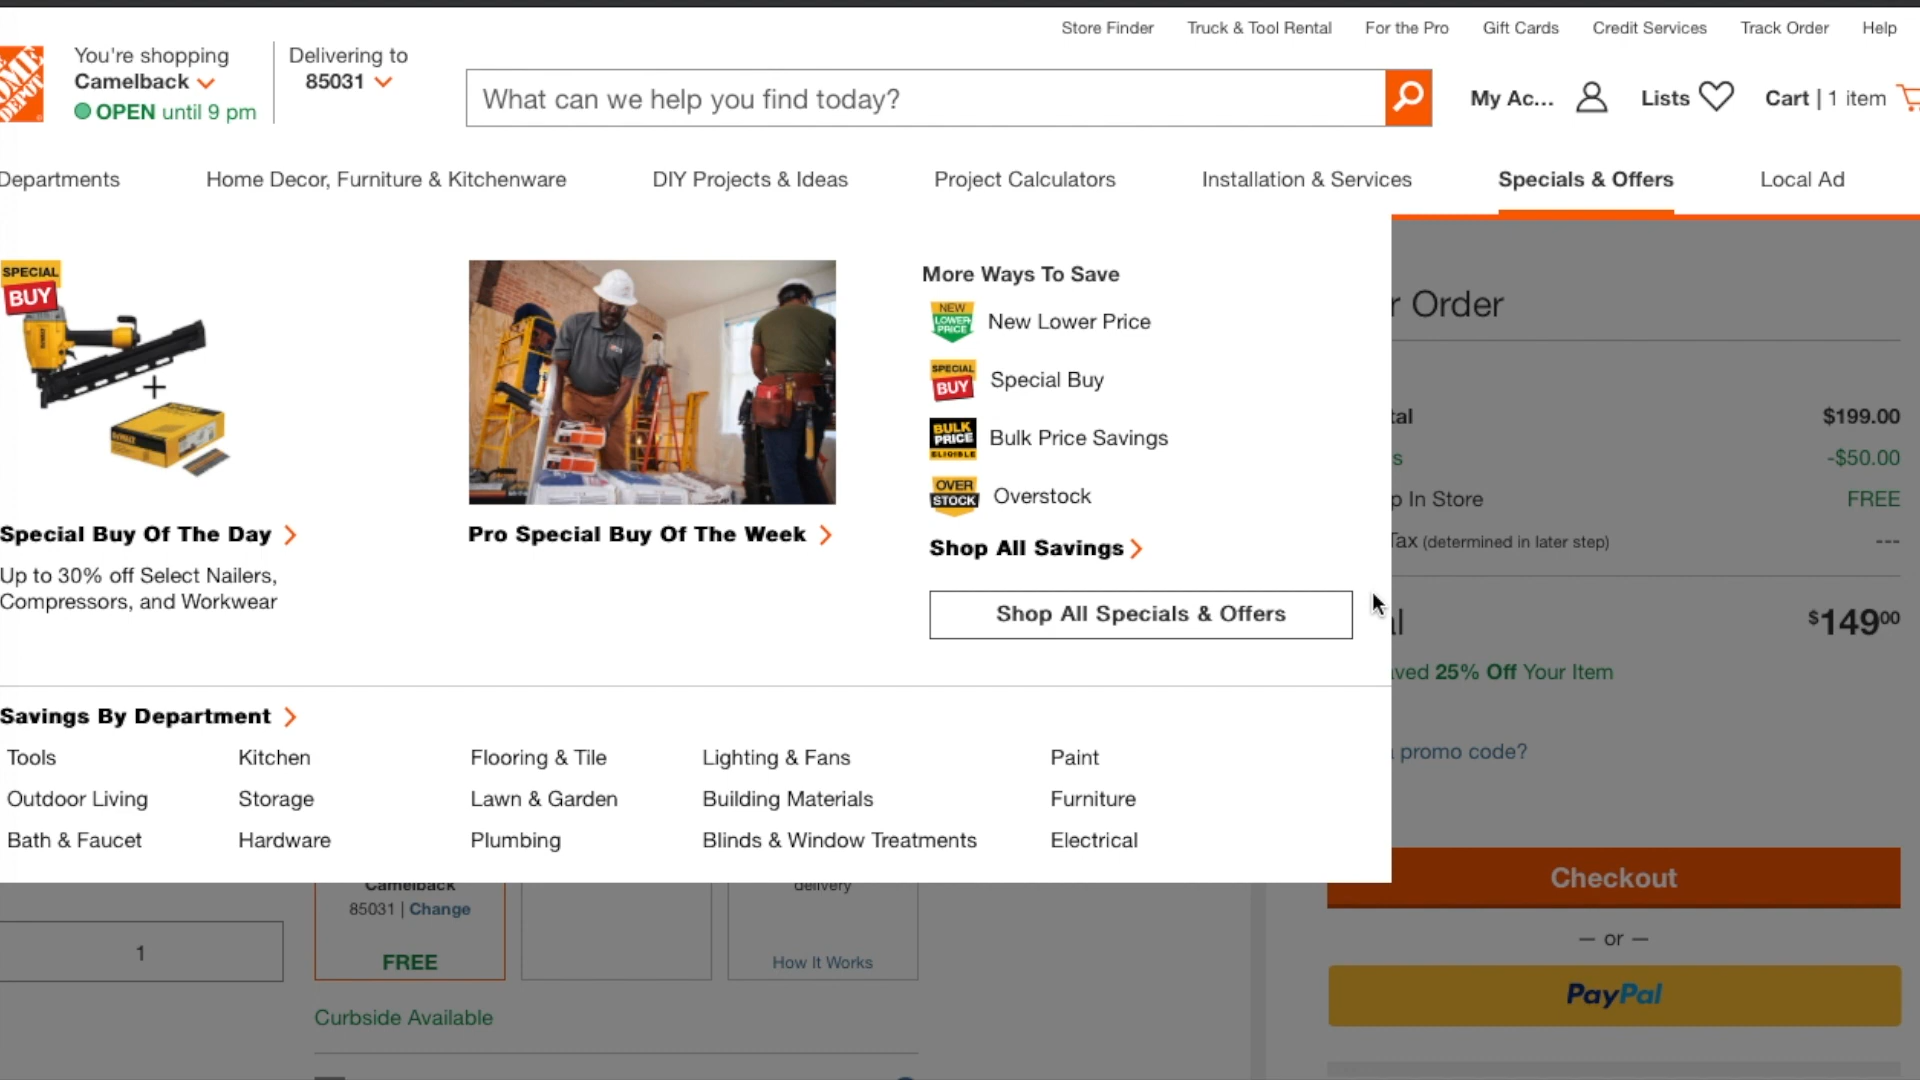 Store Finder
Truck & Tool Rental
For the Pro
Gift Cards
Credit Services
Track Order
Help
You're shopping
Camelback
OPEN until 9 pm
Delivering to
85031
What can we help you find today?
My Ac...
Lists
Cart | 1 item
Departments
Home Decor, Furniture & Kitchenware
DIY Projects & Ideas
Project Calculators
Installation & Services
Specials & Offers
Local Ad
SPECIAL
BUY
Special Buy Of The Day
Up to 30% off Select Nailers,
Compressors, and Workwear
Pro Special Buy Of The Week
More Ways To Save
NEW
LOWER
PRICE
New Lower Price
SPECIAL
BUY
Special Buy
BULK
PRICE
ELIGIBLE
Bulk Price Savings
OVER
STOCK
Overstock
Shop All Savings
Shop All Specials & Offers
Savings By Department
Tools
Kitchen
Flooring & Tile
Lighting & Fans
Paint
Outdoor Living
Storage
Lawn & Garden
Building Materials
Furniture
Bath & Faucet
Hardware
Plumbing
Blinds & Window Treatments
Electrical
r Order
tal
$199.00
s
-$50.00
p In Store
FREE
Tax (determined in later step)
---
al
$14900
ved 25% Off Your Item
promo code?
Checkout
— or —
PayPal
Camelback
85031 | Change
FREE
delivery
How It Works
1
Curbside Available